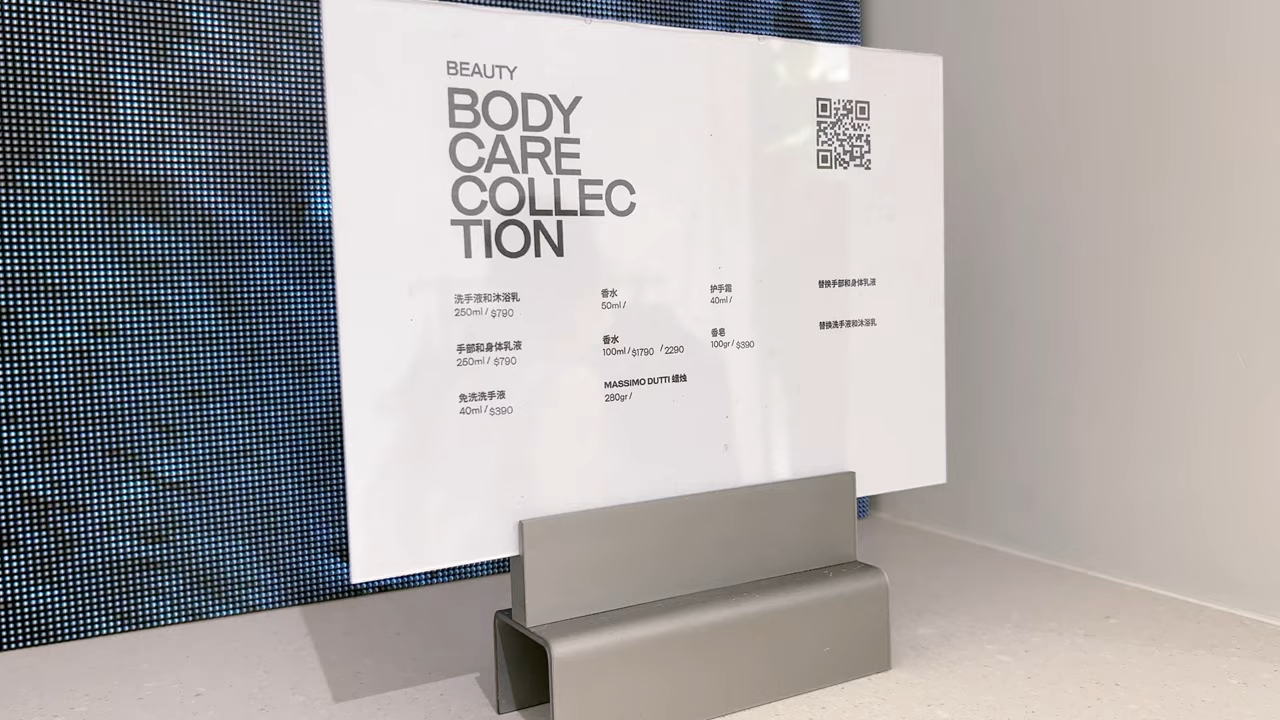 BEAUTY
BODY
CARE
COLLEC
TION
洗手液和沐浴乳
250ml / $790
手部和身体乳液
250ml / $790
免洗洗手液
40ml / $390
香水
50ml /
香水
100ml / $1790 / 2290
MASSIMO DUTTI 蜡烛
280gr /
护手霜
40ml /
香皂
100gr / $390
替换手部和身体乳液
替换洗手液和沐浴乳